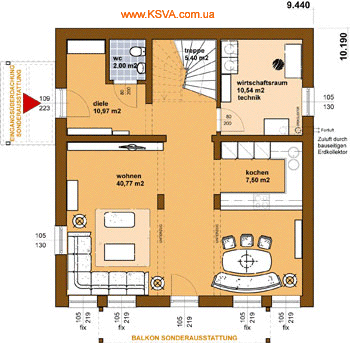 www.KSVA.com.ua
9.440
10.190
EINGANGSÜBERDACHUNG
SONDERAUSSTATTUNG
wc
2.00 m2
treppe
5.40 m2
wirtschaftsraum
10,54 m2
technik
diele
10,97 m2
109
223
80
200
80
200
105
130
Fortluft
Zuluft durch
bauseitigen
Erdkollektor
wohnen
40,77 m2
kochen
7,50 m2
105
130
105
130
105
219
fix
105
219
105
219
105
219
105
219
fix
BALKON SONDERAUSSTATTUNG